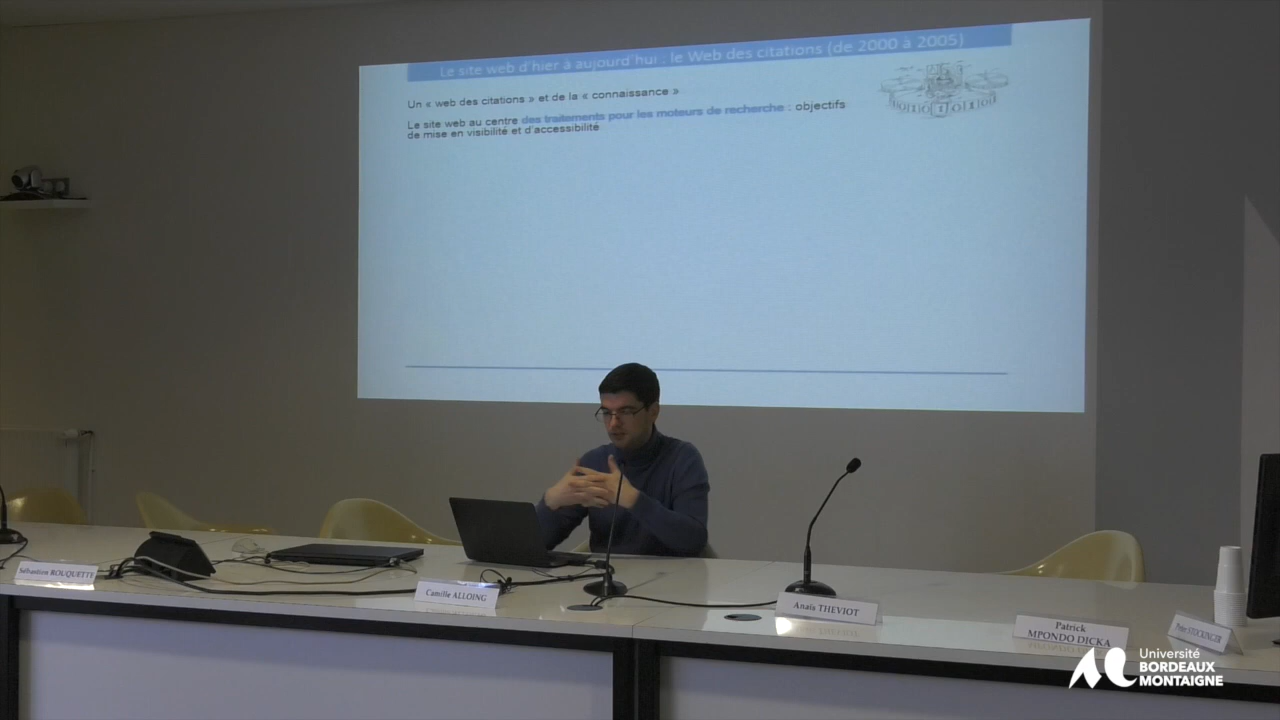 Le site web d'hier à aujourd'hui : le Web des citations (de 2000 à 2005)
Un « web des citations » et de la « connaissance »
Le site web au centre des traitements pour les moteurs de recherche : objectifs
de mise en visibilité et d'accessibilité
Sébastien ROUQUETTE
Camille ALLOING
Anaïs THEVIOT
Patrick
MPONDO DICKA
Peter STOCKINGER
Université
BORDEAUX
MONTAIGNE